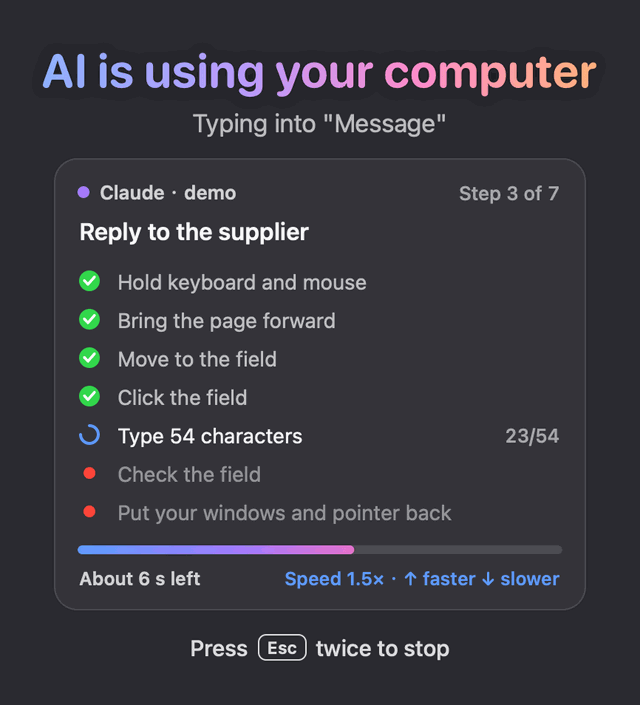 AI is using your computer
Typing into "Message"
Claude · demo
Step 3 of 7
Reply to the supplier
Hold keyboard and mouse
Bring the page forward
Move to the field
Click the field
Type 54 characters
23/54
Check the field
Put your windows and pointer back
About 6 s left
Speed 1.5× · ↑ faster ↓ slower
Press Esc twice to stop